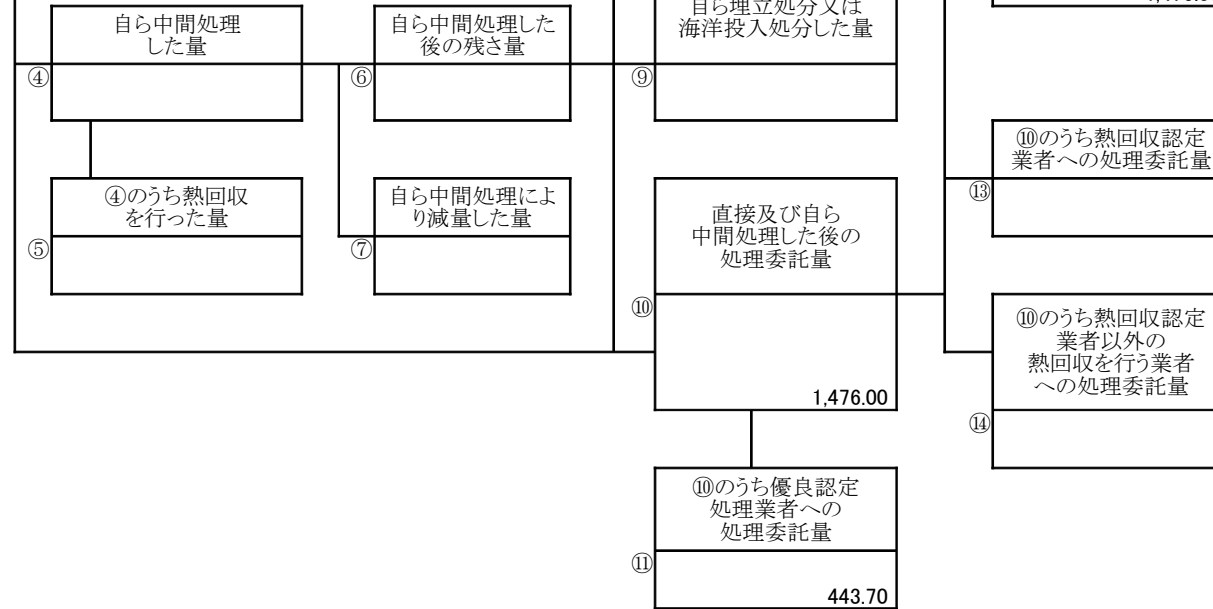 自ら中間処理
した量
④
自ら中間処理した
後の残さ量
⑥
自ら埋立処分又は
海洋投入処分した量
⑨
⑩のうち熱回収認定
業者への処理委託量
⑬
④のうち熱回収
を行った量
⑤
自ら中間処理によ
り減量した量
⑦
直接及び自ら
中間処理した後の
処理委託量
⑩
1,476.00
⑩のうち熱回収認定
業者以外の
熱回収を行う業者
への処理委託量
⑭
⑩のうち優良認定
処理業者への
処理委託量
⑪
443.70